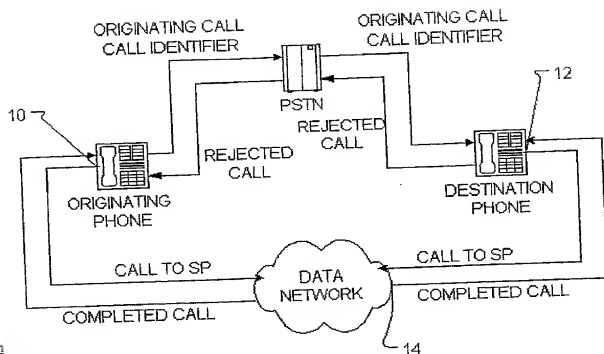 ORIGINATING CALL
CALL IDENTIFIER
ORIGINATING CALL
CALL IDENTIFIER
PSTN
10
12
REJECTED
CALL
REJECTED
CALL
ORIGINATING
PHONE
DESTINATION
PHONE
CALL TO SP
DATA
NETWORK
CALL TO SP
COMPLETED CALL
COMPLETED CALL
14